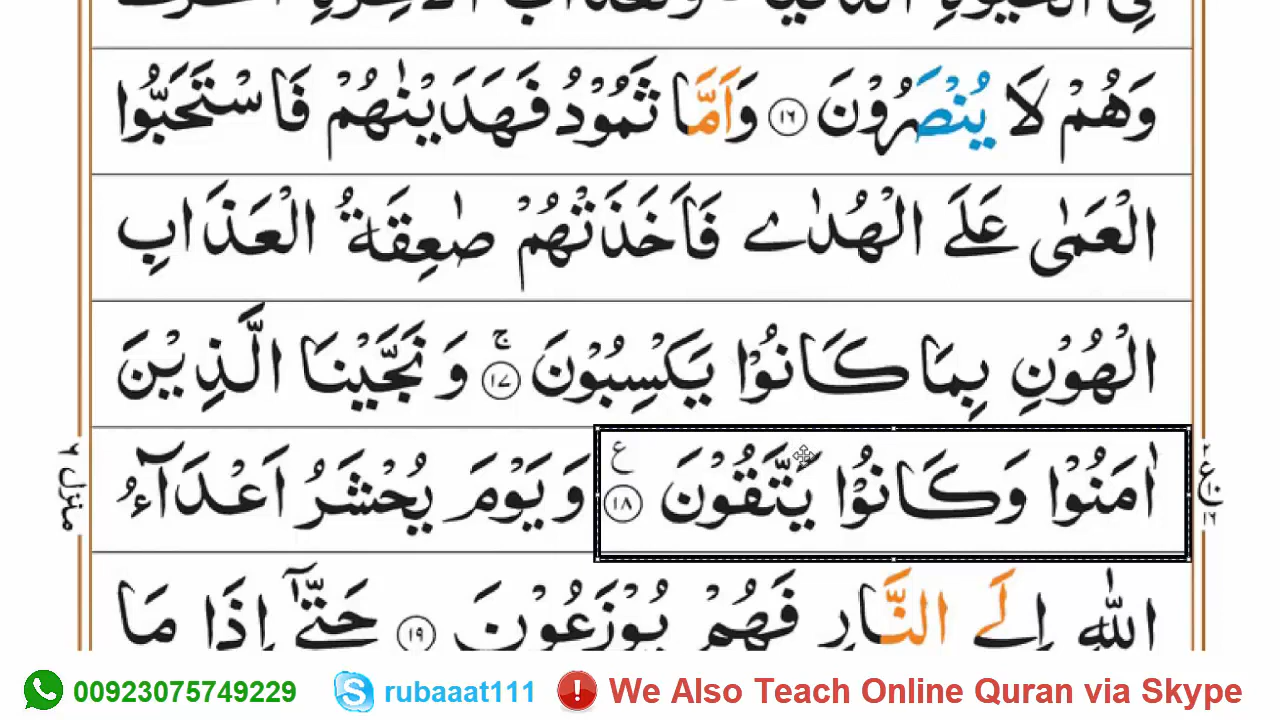 وَهُمْ لَا يُنْصَرُوْنَ ۝١٦ وَاَمَّا ثَمُوْدُ فَهَدَيْنٰهُمْ فَاسْتَحَبُّوا
الْعَمٰى عَلَى الْهُدٰى فَاَخَذَتْهُمْ صٰعِقَةُ الْعَذَابِ
الْهُوْنِ بِمَا كَانُوْا يَكْسِبُوْنَ ۝١٧ۚ وَنَجَّيْنَا الَّذِيْنَ
اٰمَنُوْا وَكَانُوْا يَتَّقُوْنَ ۝١٨ ع وَيَوْمَ يُحْشَرُ اَعْدَآءُ
اللّٰهِ اِلَى النَّارِ فَهُمْ يُوْزَعُوْنَ ۝١٩ حَتّٰٓى اِذَا مَا
منزل ٦
00923075749229 rubaaat111 We Also Teach Online Quran via Skype